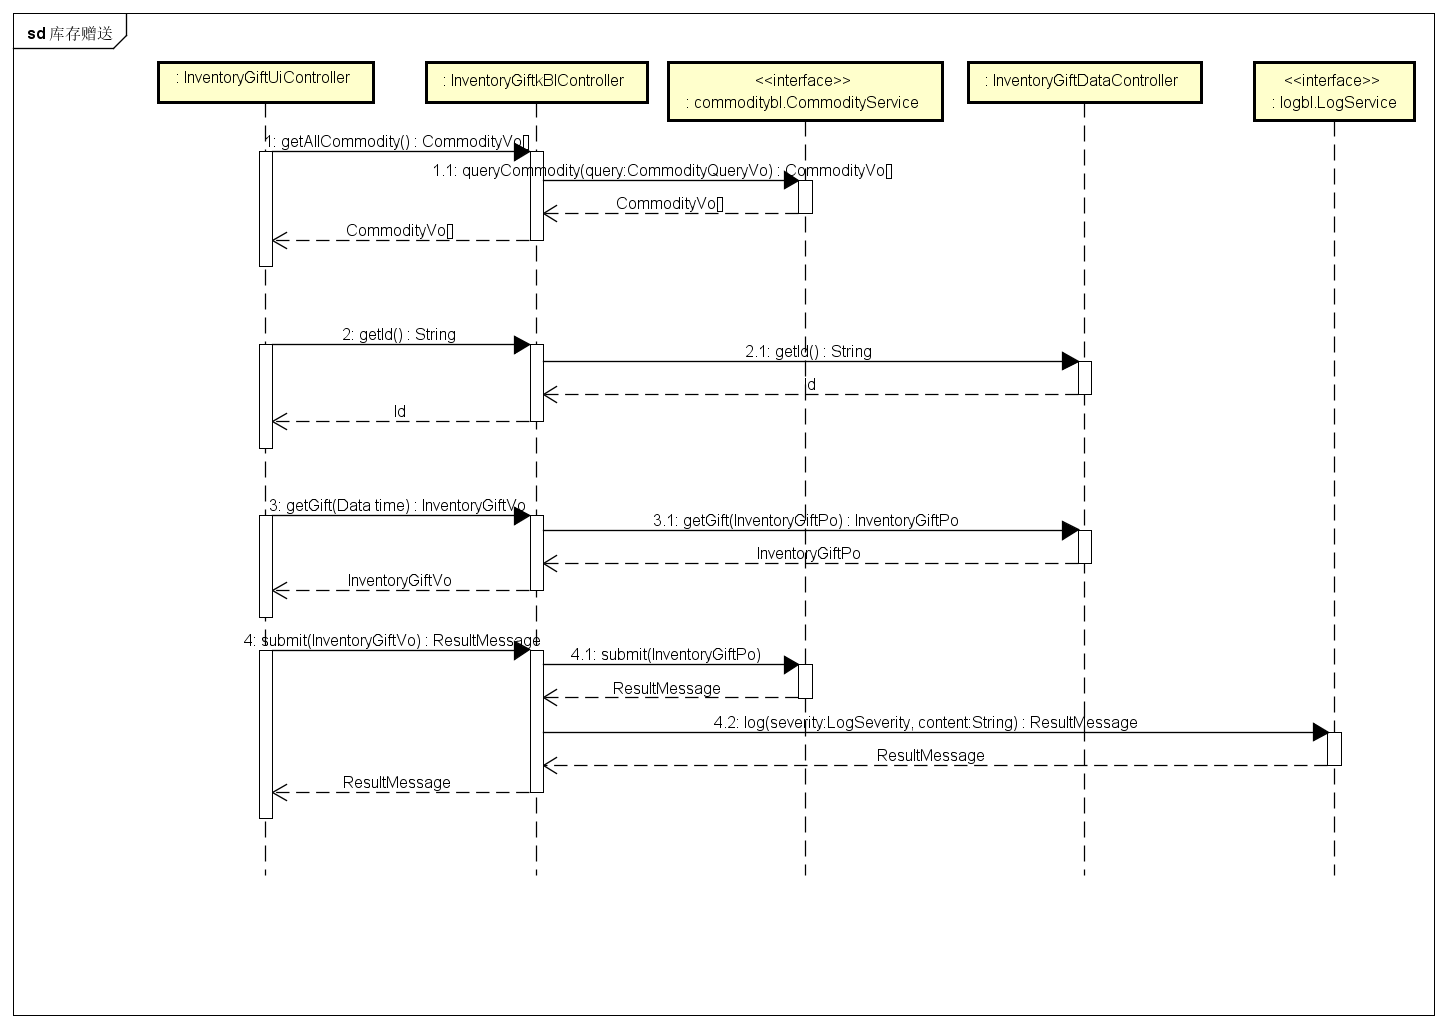 sd 库存赠送
: InventoryGiftUiController
: InventoryGiftkBlController
<<interface>>
: commoditybl.CommodityService
: InventoryGiftDataController
<<interface>>
: logbl.LogService
1: getAllCommodity() : CommodityVo[]
1.1: queryCommodity(query:CommodityQueryVo) : CommodityVo[]
CommodityVo[]
CommodityVo[]
2: getId() : String
2.1: getId() : String
Id
Id
3: getGift(Data time) : InventoryGiftVo
3.1: getGift(InventoryGiftPo) : InventoryGiftPo
InventoryGiftPo
InventoryGiftVo
4: submit(InventoryGiftVo) : ResultMessage
4.1: submit(InventoryGiftPo)
ResultMessage
4.2: log(severity:LogSeverity, content:String) : ResultMessage
ResultMessage
ResultMessage